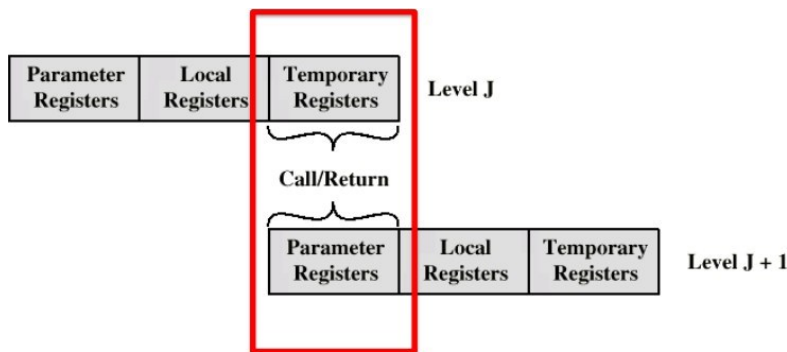 Parameter
Registers
Local
Registers
Temporary
Registers
Level J
Call/Return
Parameter
Registers
Local
Registers
Temporary
Registers
Level J + 1